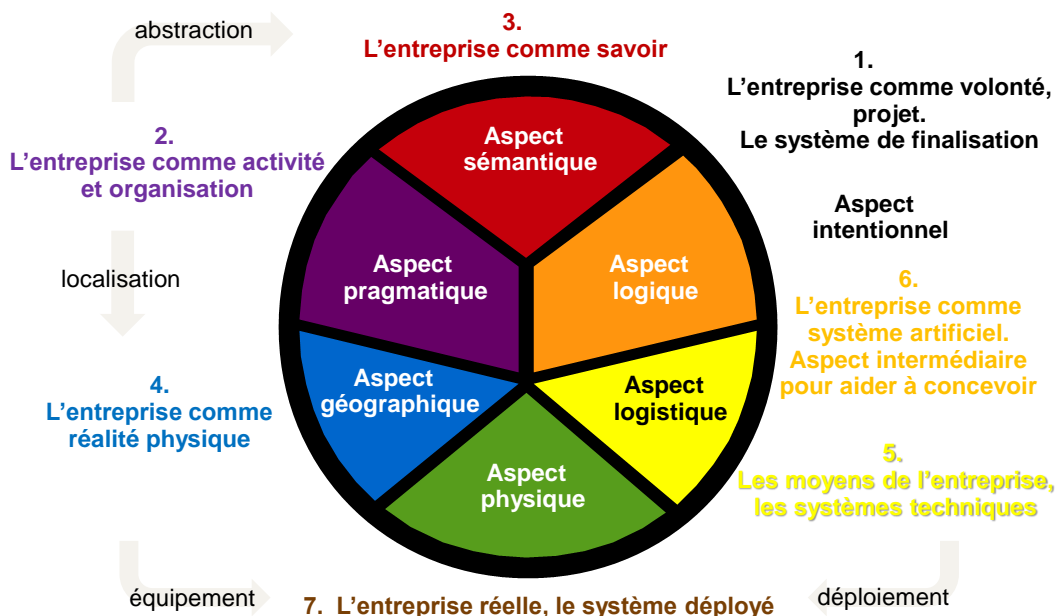 abstraction
3.
L'entreprise comme savoir
1.
L'entreprise comme volonté,
projet.
Le système de finalisation
2.
L'entreprise comme activité
et organisation
Aspect
sémantique
Aspect
intentionnel
Aspect
pragmatique
Aspect
logique
localisation
6.
L'entreprise comme
système artificiel.
Aspect intermédiaire
pour aider à concevoir
4.
L'entreprise comme
réalité physique
Aspect
géographique
Aspect
logistique
Aspect
physique
5.
Les moyens de l'entreprise,
les systèmes techniques
équipement
7. L'entreprise réelle, le système déployé
déploiement